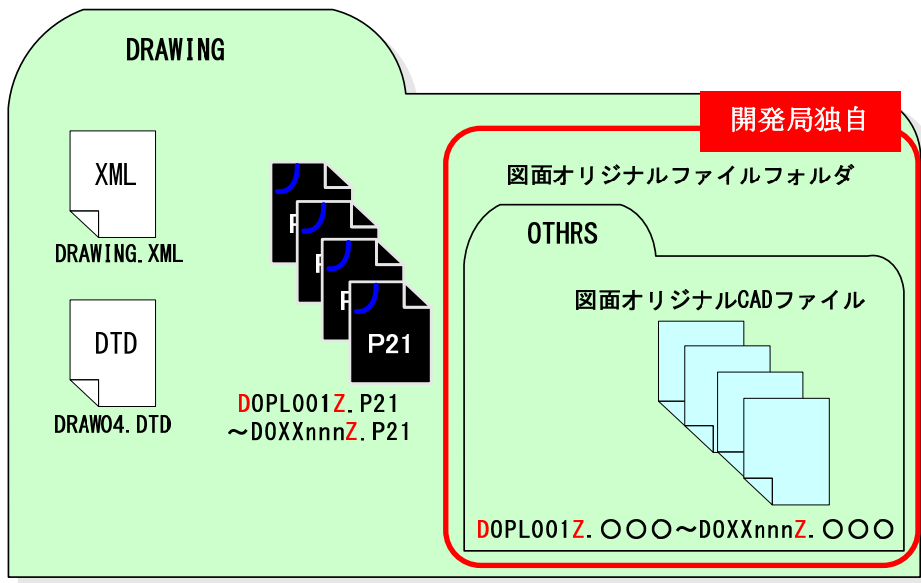 DRAWING
開発局独自
XML
DRAWING.XML
DTD
DRAW04.DTD
P
P
P
P21
D0PL001Z.P21
～D0XXnnnZ.P21
図面オリジナルファイルフォルダ
OTHRS
図面オリジナルCADファイル
D0PL001Z.○○○～D0XXnnnZ.○○○